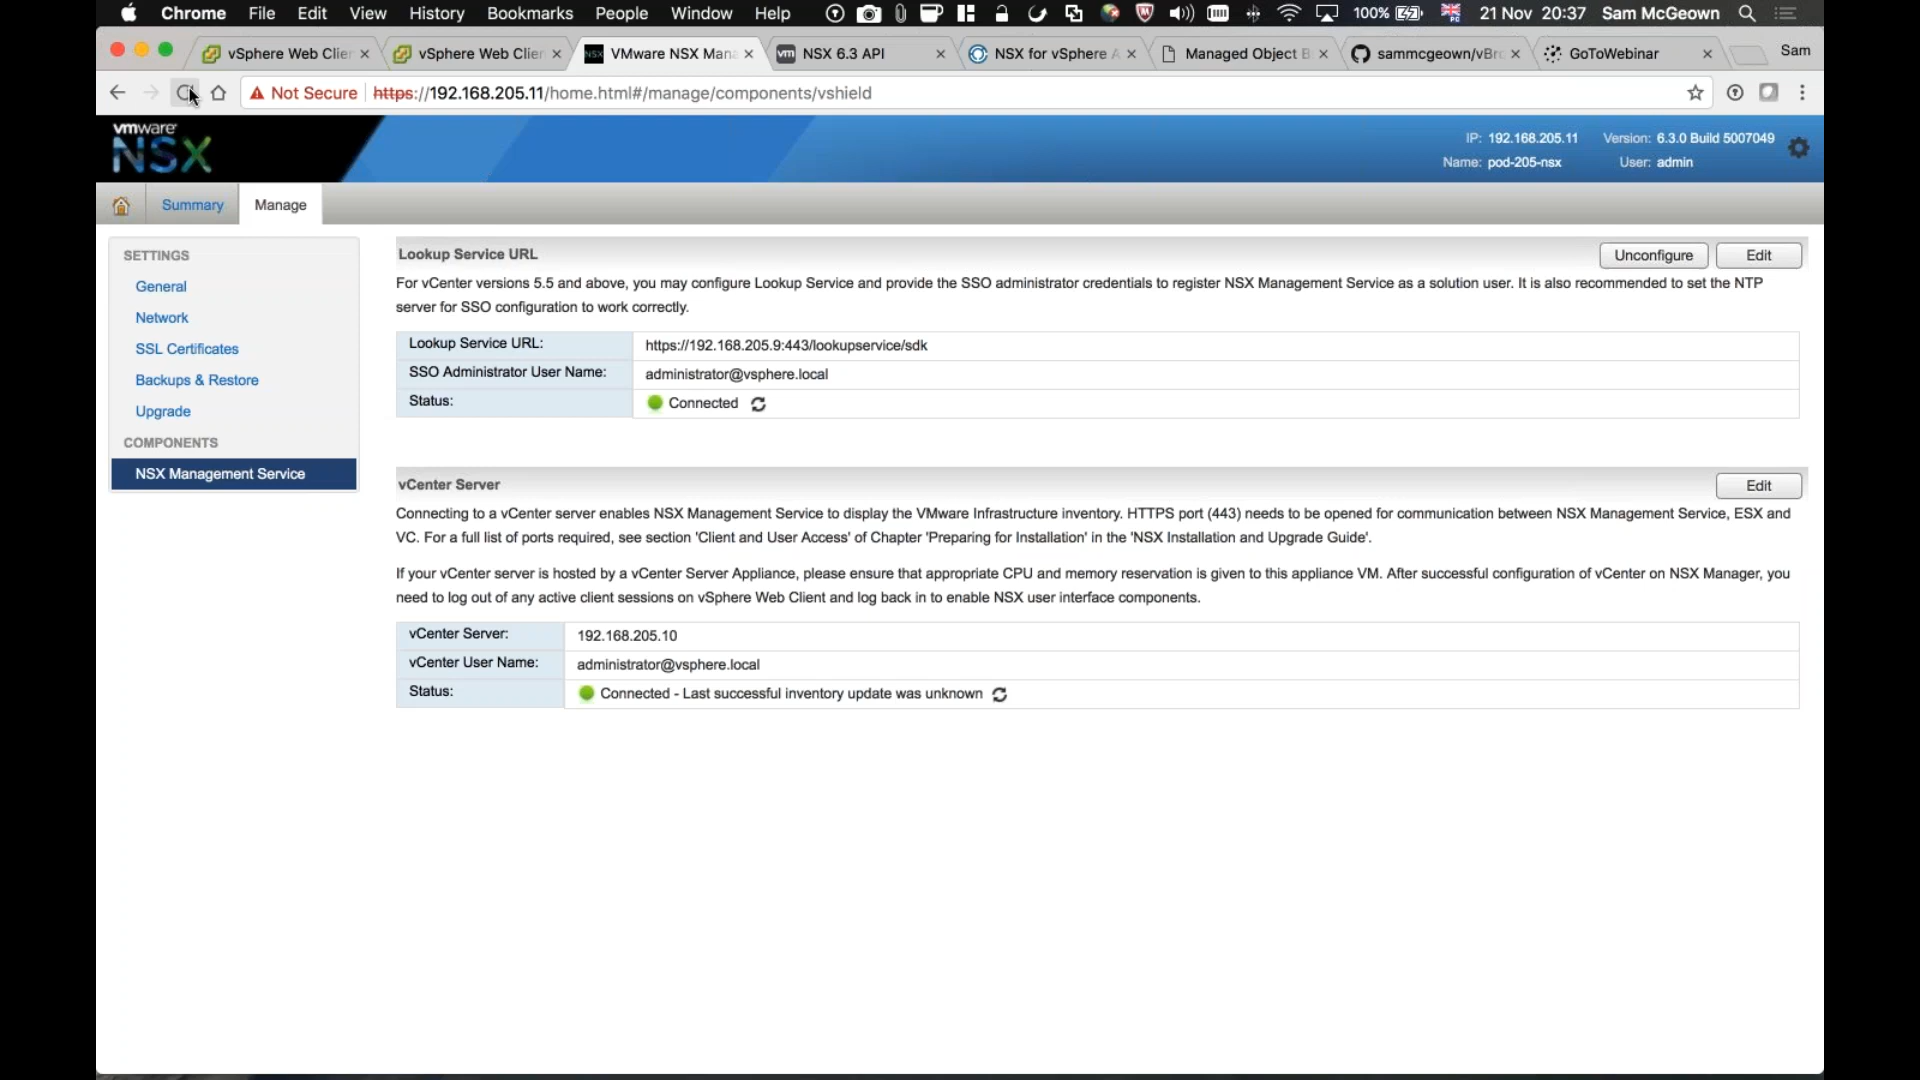 Chrome File Edit View History Bookmarks People Window Help 100% 21 Nov 20:37 Sam McGeown
vSphere Web Clier vSphere Web Clier VMware NSX Mana NSX 6.3 API NSX for vSphere A Managed Object B sammcgeown/vBro GoToWebinar Sam
Not Secure https://192.168.205.11/home.html#/manage/components/vshield
vmware
NSX
IP: 192.168.205.11 Version: 6.3.0 Build 5007049
Name: pod-205-nsx User: admin
Summary Manage
SETTINGS
General
Network
SSL Certificates
Backups & Restore
Upgrade
COMPONENTS
NSX Management Service
Lookup Service URL Unconfigure Edit
For vCenter versions 5.5 and above, you may configure Lookup Service and provide the SSO administrator credentials to register NSX Management Service as a solution user. It is also recommended to set the NTP
server for SSO configuration to work correctly.
Lookup Service URL: https://192.168.205.9:443/lookupservice/sdk
SSO Administrator User Name: administrator@vsphere.local
Status: Connected
vCenter Server Edit
Connecting to a vCenter server enables NSX Management Service to display the VMware Infrastructure inventory. HTTPS port (443) needs to be opened for communication between NSX Management Service, ESX and
VC. For a full list of ports required, see section 'Client and User Access' of Chapter 'Preparing for Installation' in the 'NSX Installation and Upgrade Guide'.
If your vCenter server is hosted by a vCenter Server Appliance, please ensure that appropriate CPU and memory reservation is given to this appliance VM. After successful configuration of vCenter on NSX Manager, you
need to log out of any active client sessions on vSphere Web Client and log back in to enable NSX user interface components.
vCenter Server: 192.168.205.10
vCenter User Name: administrator@vsphere.local
Status: Connected - Last successful inventory update was unknown